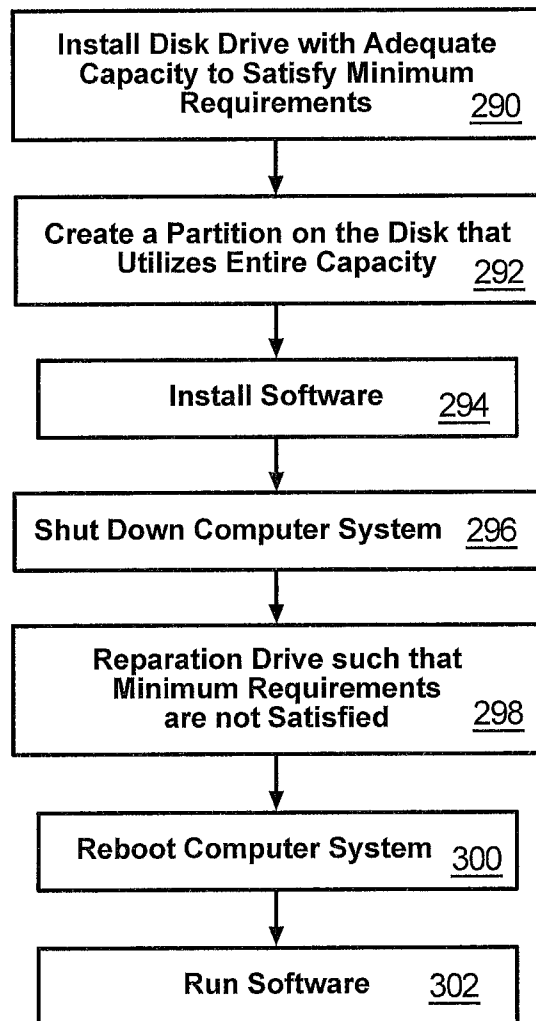 Install Disk Drive with Adequate
Capacity to Satisfy Minimum
Requirements 290
Create a Partition on the Disk that
Utilizes Entire Capacity 292
Install Software 294
Shut Down Computer System 296
Reparation Drive such that
Minimum Requirements
are not Satisfied 298
Reboot Computer System 300
Run Software 302